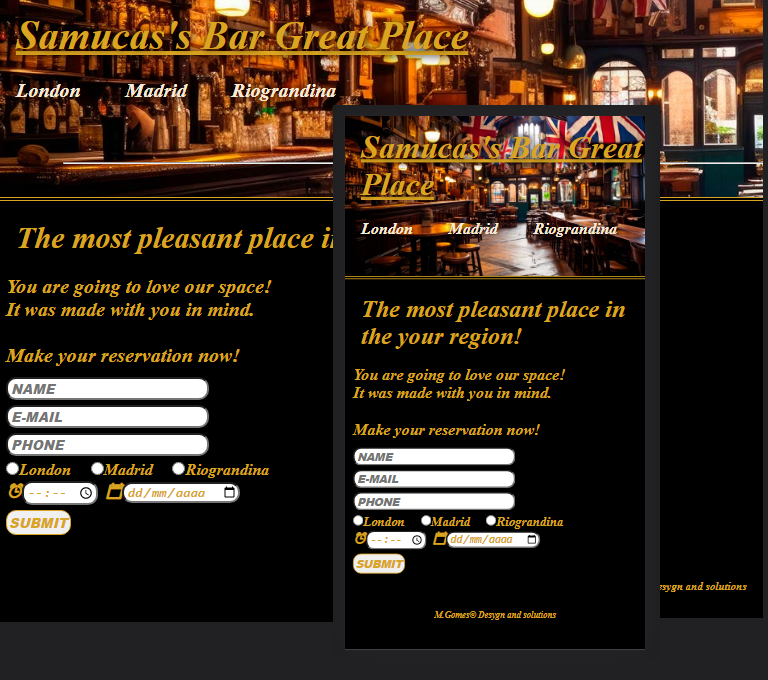 Samucas's Bar Great Place
London Madrid Riograndina
The most pleasant place i
You are going to love our space!
It was made with you in mind.
Make your reservation now!
NAME
E-MAIL
PHONE
London Madrid Riograndina
--:-- dd/mm/aaaa
SUBMIT
Samucas's Bar Great
Place
London Madrid Riograndina
The most pleasant place in
the your region!
You are going to love our space!
It was made with you in mind.
Make your reservation now!
NAME
E-MAIL
PHONE
London Madrid Riograndina
--:-- dd/mm/aaaa
SUBMIT
M.Gomes© Desygn and solutions
and solutions